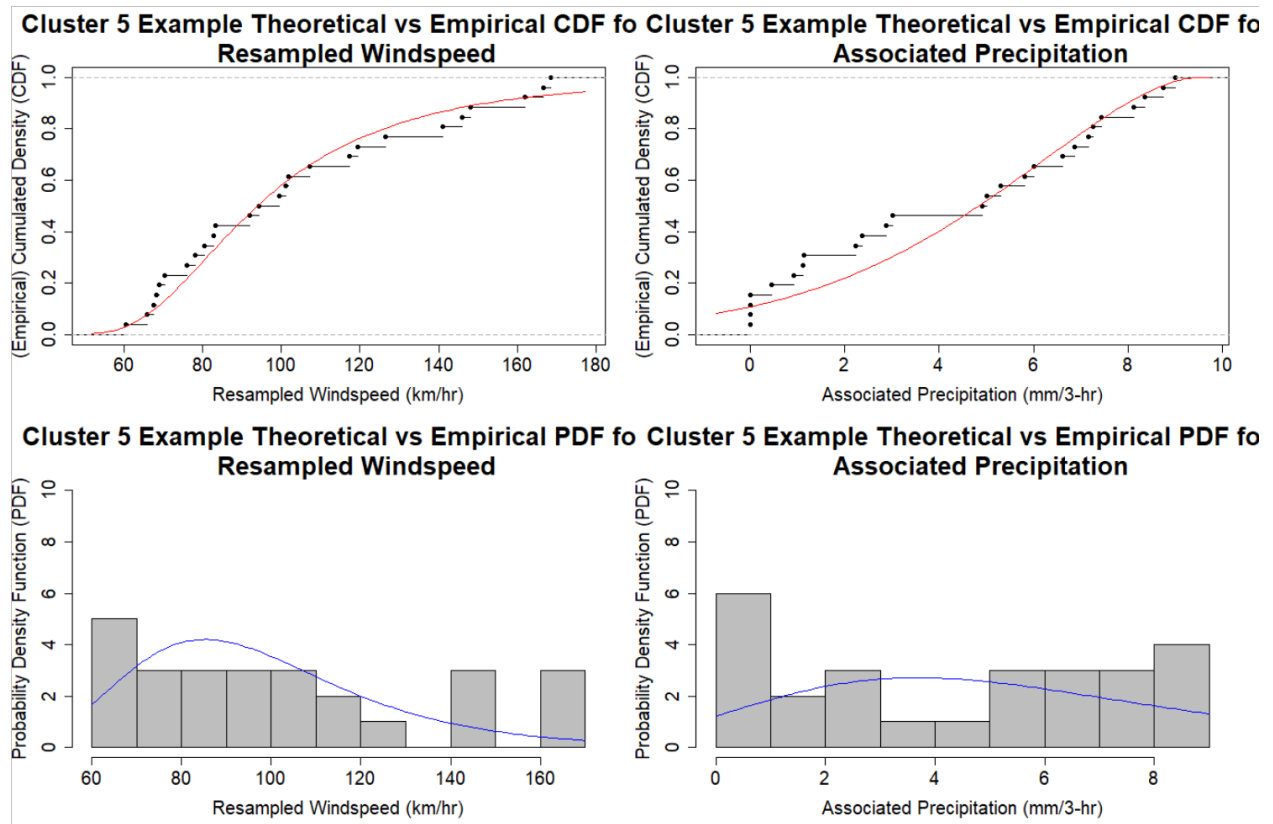 Cluster 5 Example Theoretical vs Empirical CDF fo
Resampled Windspeed
(Empirical) Cumulated Density (CDF)
0.0 0.2 0.4 0.6 0.8 1.0
60 80 100 120 140 160 180
Resampled Windspeed (km/hr)
Cluster 5 Example Theoretical vs Empirical CDF fo
Associated Precipitation
(Empirical) Cumulated Density (CDF)
0.0 0.2 0.4 0.6 0.8 1.0
0 2 4 6 8 10
Associated Precipitation (mm/3-hr)
Cluster 5 Example Theoretical vs Empirical PDF fo
Resampled Windspeed
Probability Density Function (PDF)
0 2 4 6 8 10
60 80 100 120 140 160
Resampled Windspeed (km/hr)
Cluster 5 Example Theoretical vs Empirical PDF fo
Associated Precipitation
Probability Density Function (PDF)
0 2 4 6 8 10
0 2 4 6 8
Associated Precipitation (mm/3-hr)